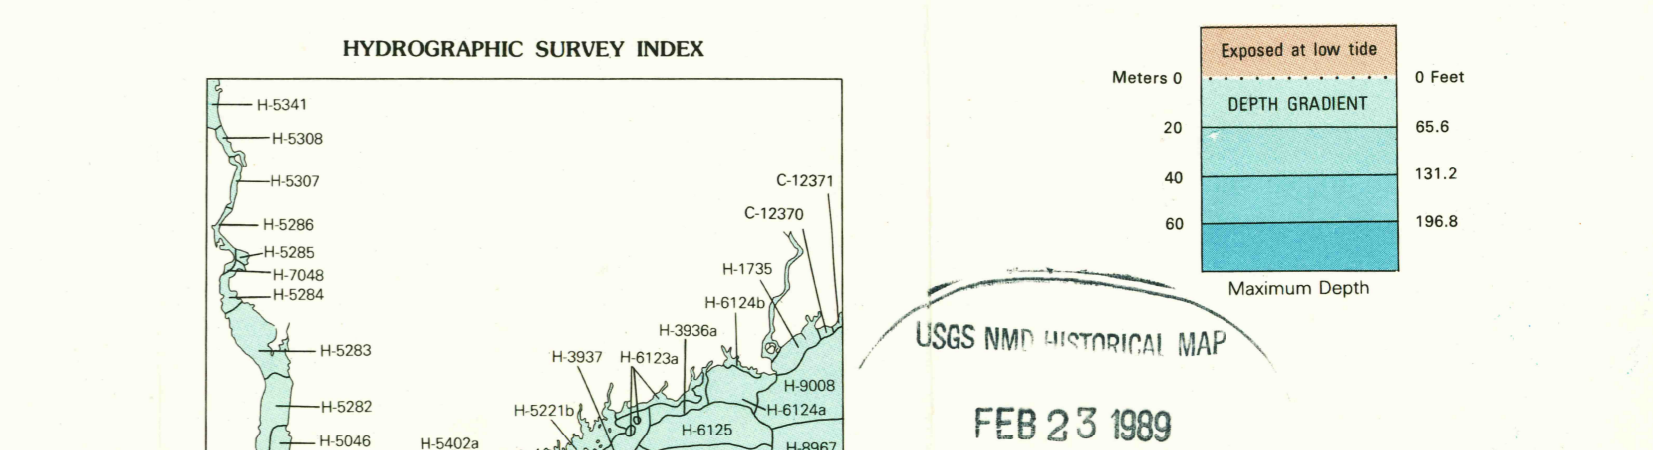 HYDROGRAPHIC SURVEY INDEX
H-5341
H-5308
H-5307
H-5286
H-5285
H-7048
H-5284
H-5283
H-5282
H-5046
H-5402a
H-5221b
H-3937
H-6123a
H-3936a
H-6124b
H-1735
C-12370
C-12371
H-9008
H-6124a
H-6125
H-8967
Exposed at low tide
Meters 0
0 Feet
DEPTH GRADIENT
20
65.6
40
131.2
60
196.8
Maximum Depth
USGS NMD HISTORICAL MAP
FEB 23 1989